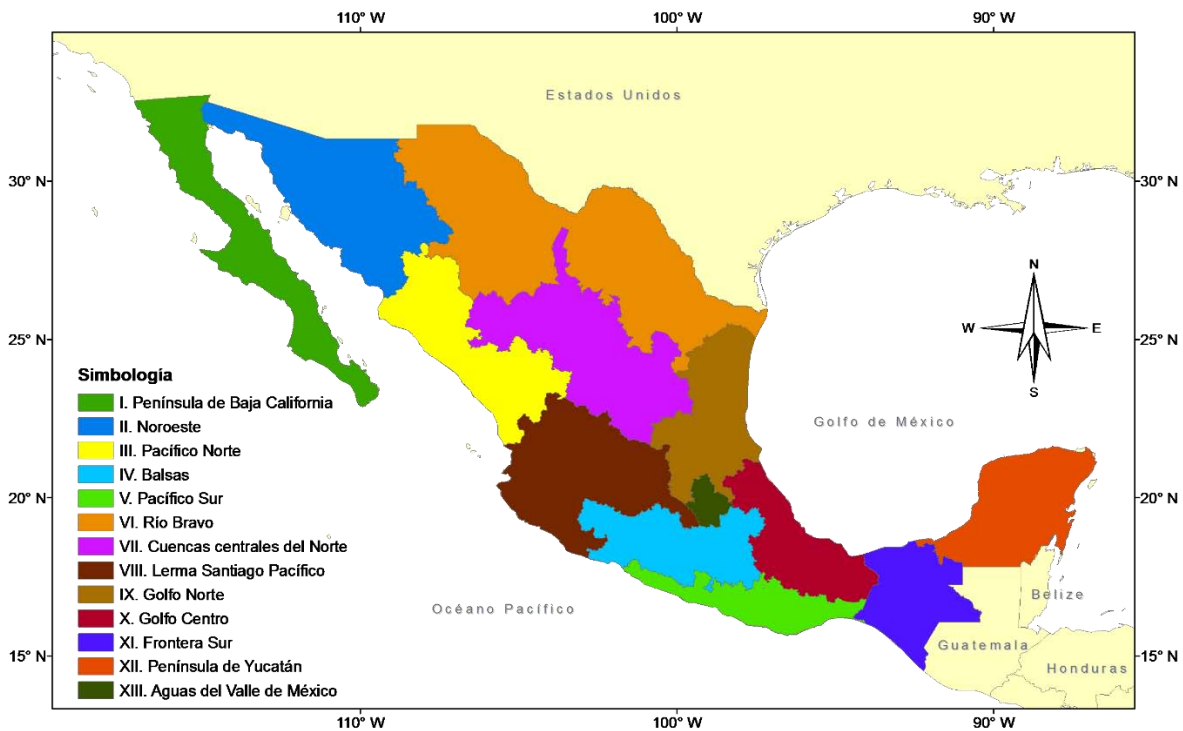 110° W 100° W 90° W
Estados Unidos
30° N 30° N
N
W E
S
25° N 25° N
Simbología
I. Península de Baja California
II. Noroeste
III. Pacífico Norte
IV. Balsas
V. Pacífico Sur
VI. Río Bravo
VII. Cuencas centrales del Norte
VIII. Lerma Santiago Pacífico
IX. Golfo Norte
X. Golfo Centro
XI. Frontera Sur
XII. Península de Yucatán
XIII. Aguas del Valle de México
Golfo de México
20° N 20° N
Océano Pacífico
Belize
Guatemala
Honduras
15° N 15° N
110° W 100° W 90° W